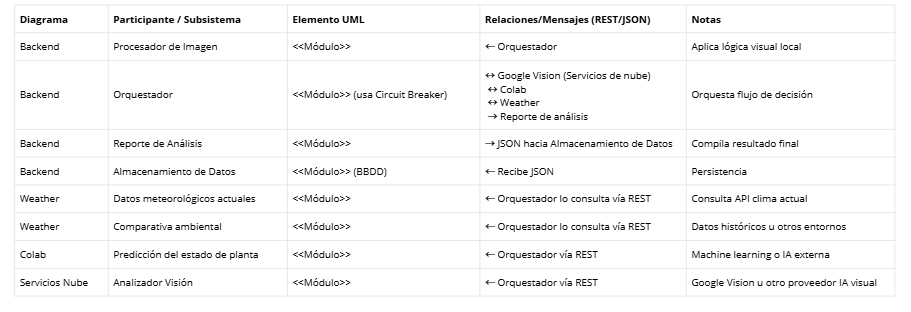 Diagrama Participante / Subsistema Elemento UML Relaciones/Mensajes (REST/JSON) Notas
Backend Procesador de Imagen <<Módulo>> ← Orquestador Aplica lógica visual local
Backend Orquestador <<Módulo>> (usa Circuit Breaker) ↔ Google Vision (Servicios de nube)
↔ Colab
↔ Weather
→ Reporte de análisis Orquesta flujo de decisión
Backend Reporte de Análisis <<Módulo>> → JSON hacia Almacenamiento de Datos Compila resultado final
Backend Almacenamiento de Datos <<Módulo>> (BBDD) ← Recibe JSON Persistencia
Weather Datos meteorológicos actuales <<Módulo>> ← Orquestador lo consulta vía REST Consulta API clima actual
Weather Comparativa ambiental <<Módulo>> ← Orquestador lo consulta vía REST Datos históricos u otros entornos
Colab Predicción del estado de planta <<Módulo>> ← Orquestador vía REST Machine learning o IA externa
Servicios Nube Analizador Visión <<Módulo>> ← Orquestador vía REST Google Vision u otro proveedor IA visual